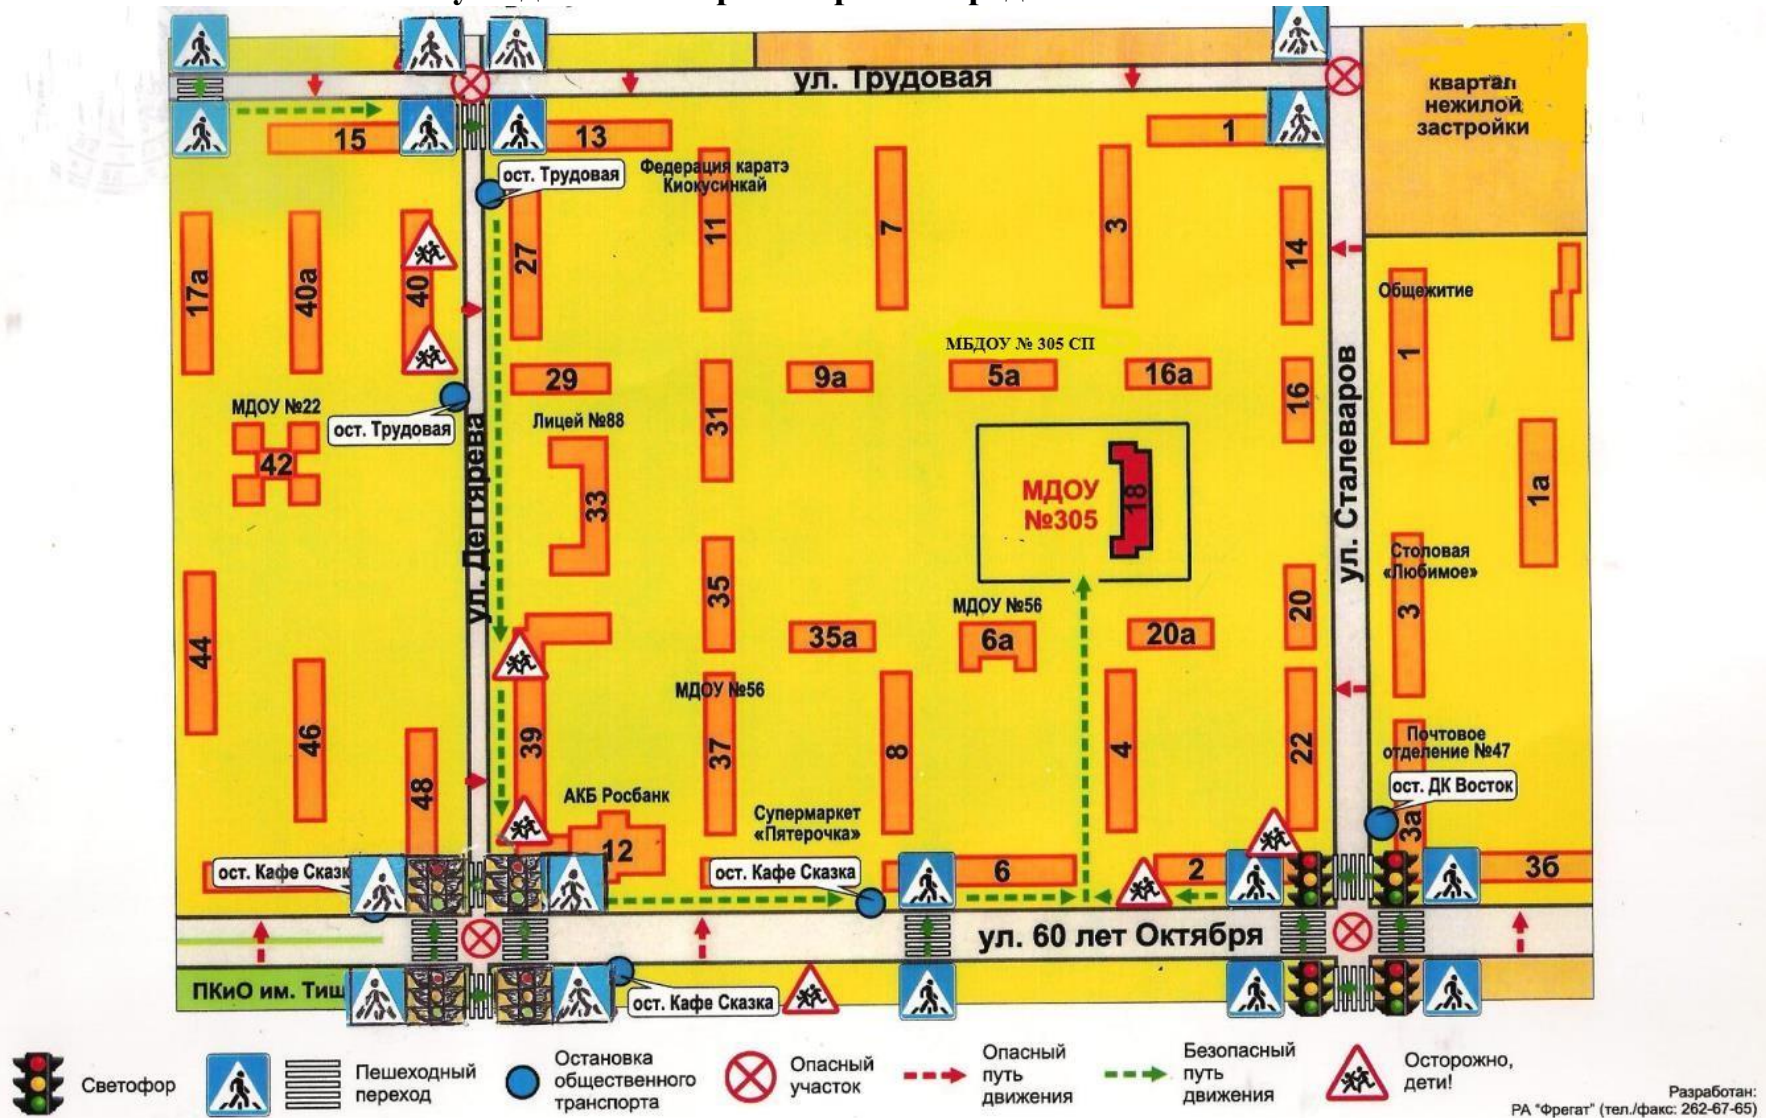 ул. Трудовая
квартал
нежилой
застройки
15
13
1
ост. Трудовая
Федерация каратэ
Киокусинкай
17а
40а
40
27
11
7
3
14
Общежитие
1
МБДОУ № 305 СП
29
9а
5а
16а
16
31
МДОУ №22
42
ост. Трудовая
Лицей №88
33
ул. Дегтярева
МДОУ
№305
18
ул. Сталеваров
1а
Столовая
«Любимое»
3
35
20
44
МДОУ №56
35а
6а
20а
46
48
39
МДОУ №56
37
8
4
22
Почтовое
отделение №47
ост. ДК Восток
3а
АКБ Росбанк
12
Супермаркет
«Пятерочка»
ост. Кафе Сказк
ост. Кафе Сказка
6
2
3б
ул. 60 лет Октября
ПКиО им. Тищ
ост. Кафе Сказка
Светофор
Пешеходный
переход
Остановка
общественного
транспорта
Опасный
участок
Опасный
путь
движения
Безопасный
путь
движения
Осторожно,
дети!
Разработан:
РА "Фрегат" (тел./факс: 262-67-65)